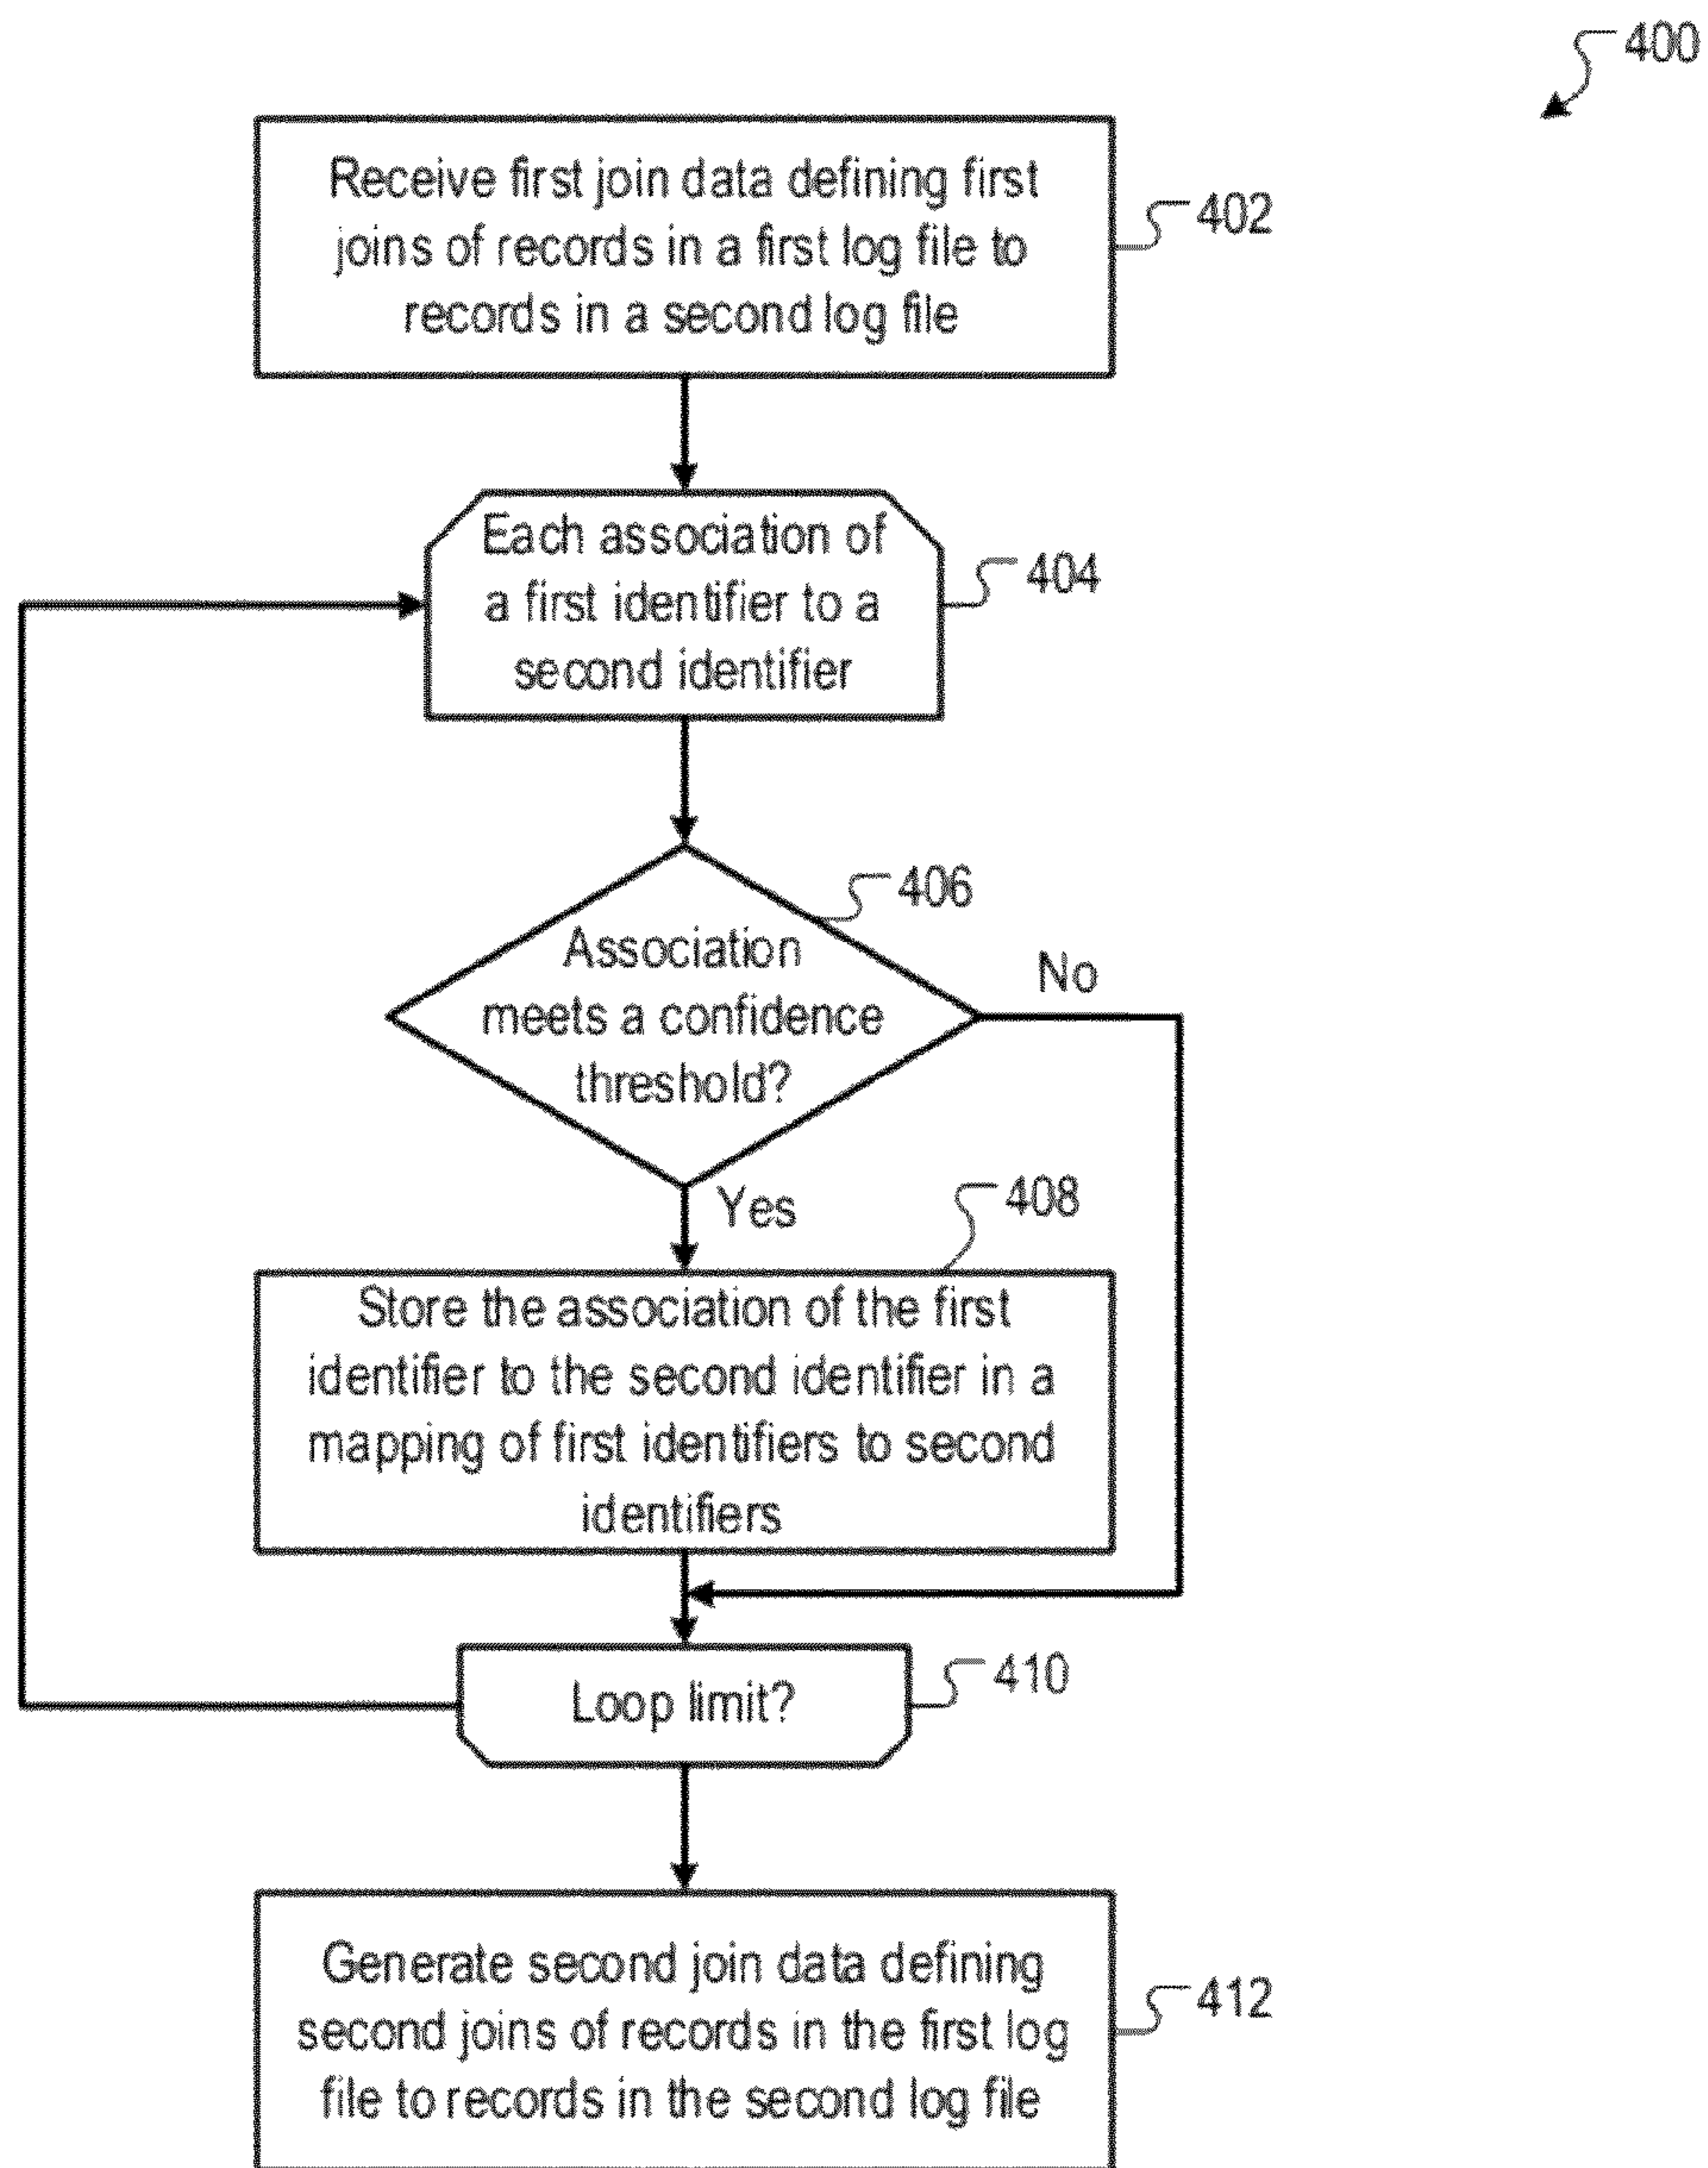 400
Receive first join data defining first
joins of records in a first log file to
records in a second log file
402
Each association of
a first identifier to a
second identifier
404
406
Association
meets a confidence
threshold?
No
Yes
408
Store the association of the first
identifier to the second identifier in a
mapping of first identifiers to second
identifiers
Loop limit?
410
Generate second join data defining
second joins of records in the first log
file to records in the second log file
412